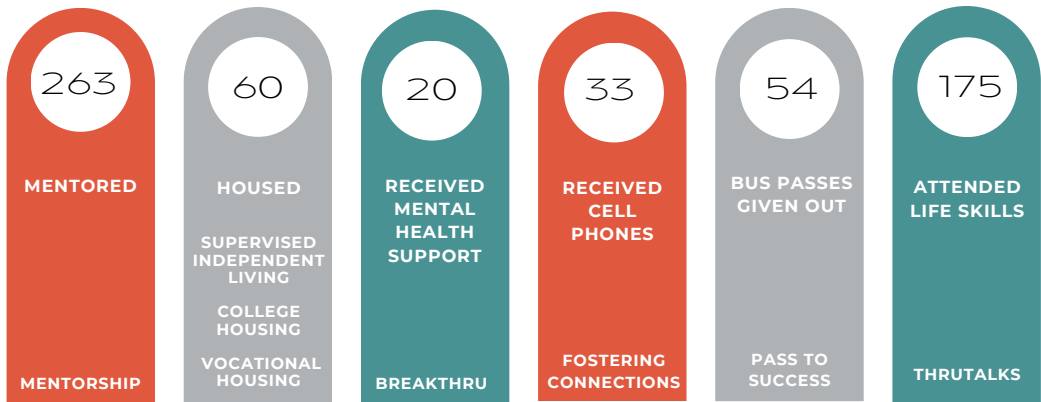 263
MENTORED
MENTORSHIP
60
HOUSED
SUPERVISED
INDEPENDENT
LIVING
COLLEGE
HOUSING
VOCATIONAL
HOUSING
20
RECEIVED
MENTAL
HEALTH
SUPPORT
BREAKTHRU
33
RECEIVED
CELL
PHONES
FOSTERING
CONNECTIONS
54
BUS PASSES
GIVEN OUT
PASS TO
SUCCESS
175
ATTENDED
LIFE SKILLS
THRUTALKS